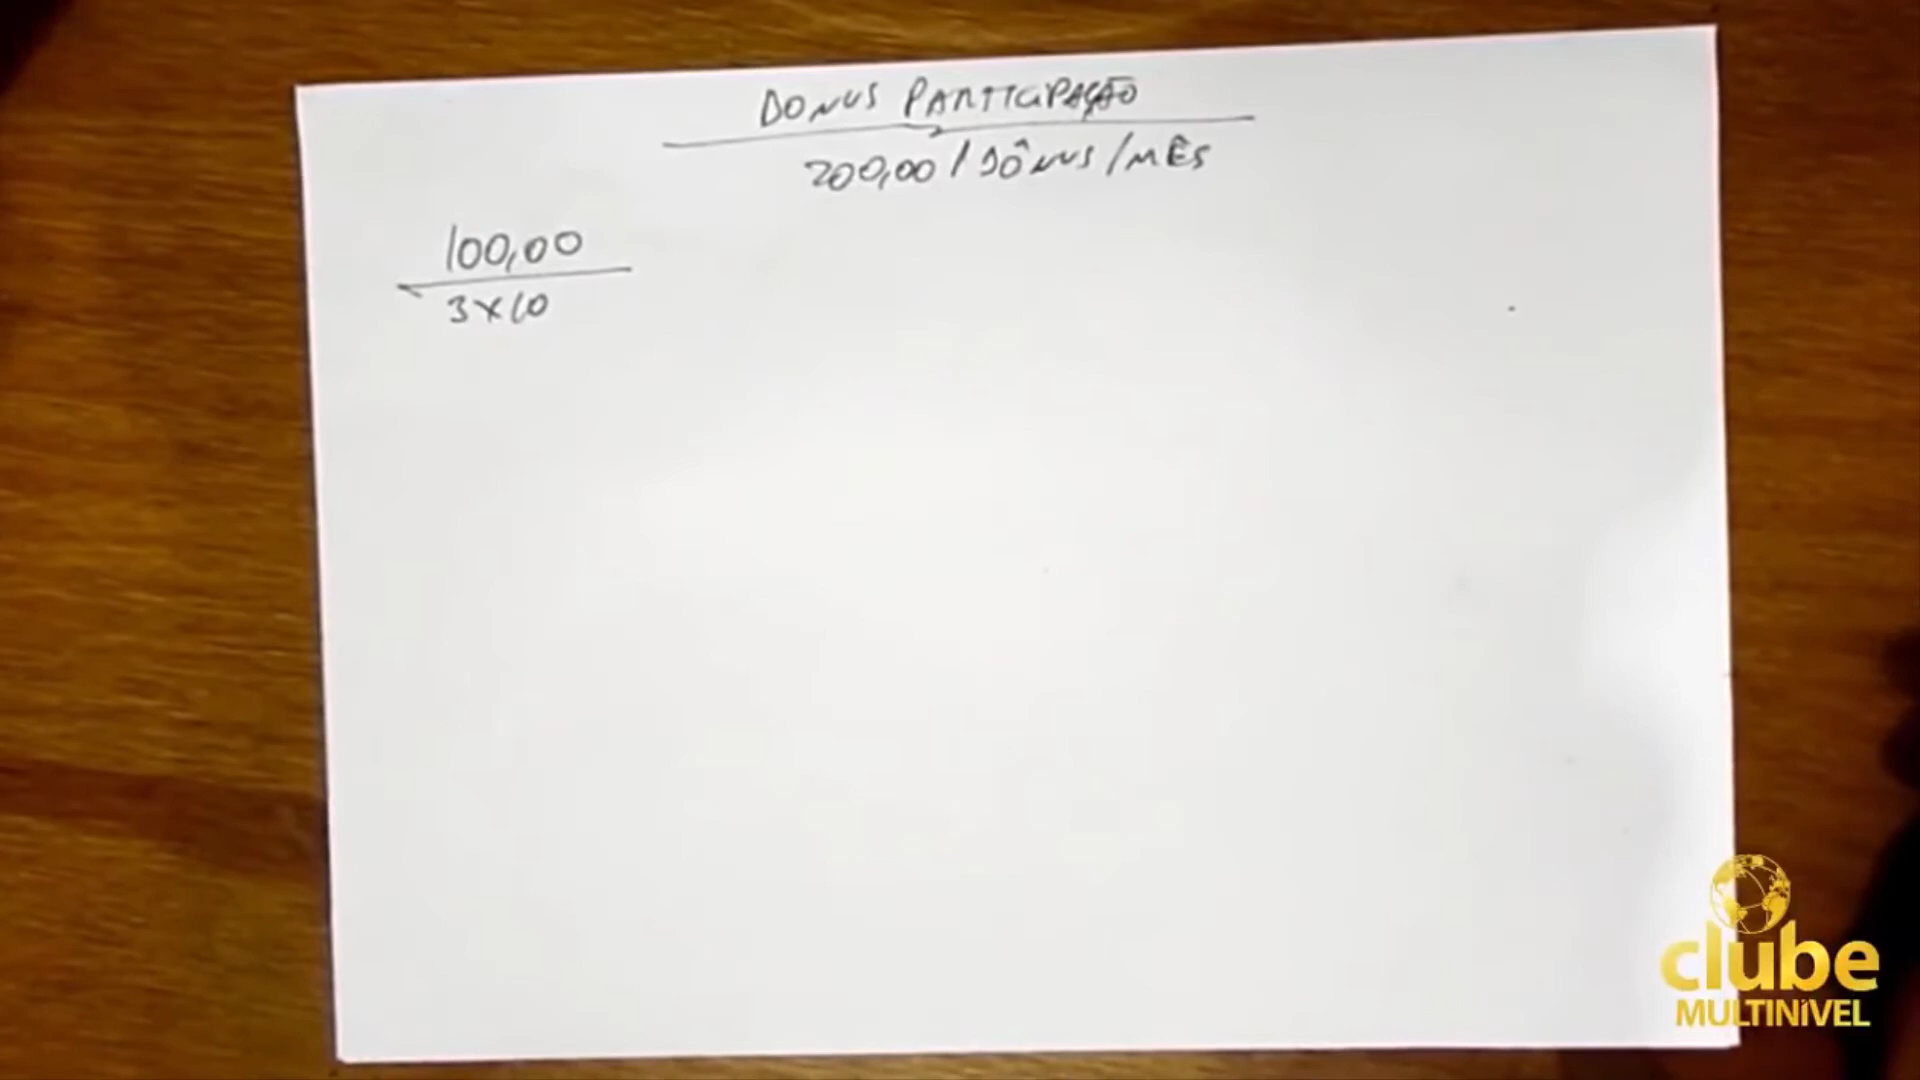 BONUS PARTICIPAÇÃO
200,00 / BÔNUS / MÊS
100,00
3 x 10
clube
MULTINÍVEL